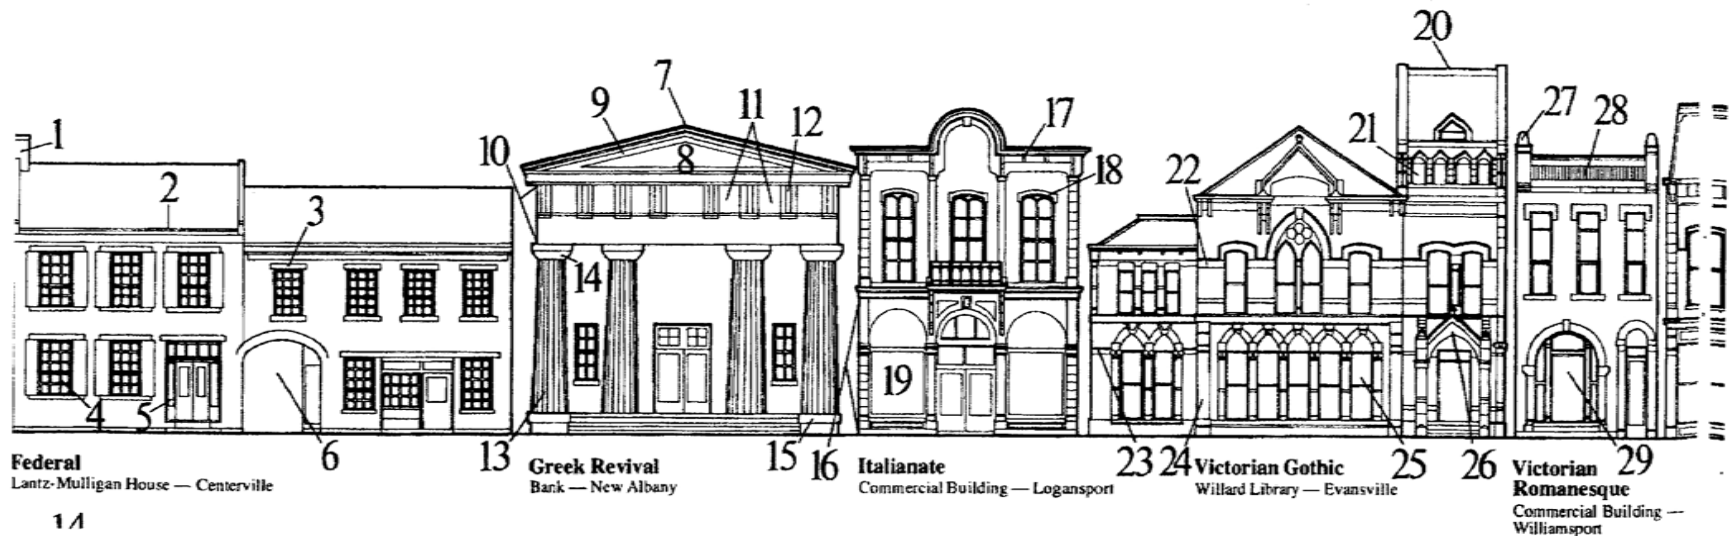 20
7
9
11
12
17
27
28
1
10
8
21
2
22
18
3
14
19
4
5
6
13
15
16
23
24
25
26
29
Federal
Lantz-Mulligan House — Centerville
Greek Revival
Bank — New Albany
Italianate
Commercial Building — Logansport
Victorian Gothic
Willard Library — Evansville
Victorian
Romanesque
Commercial Building —
Williamsport
14